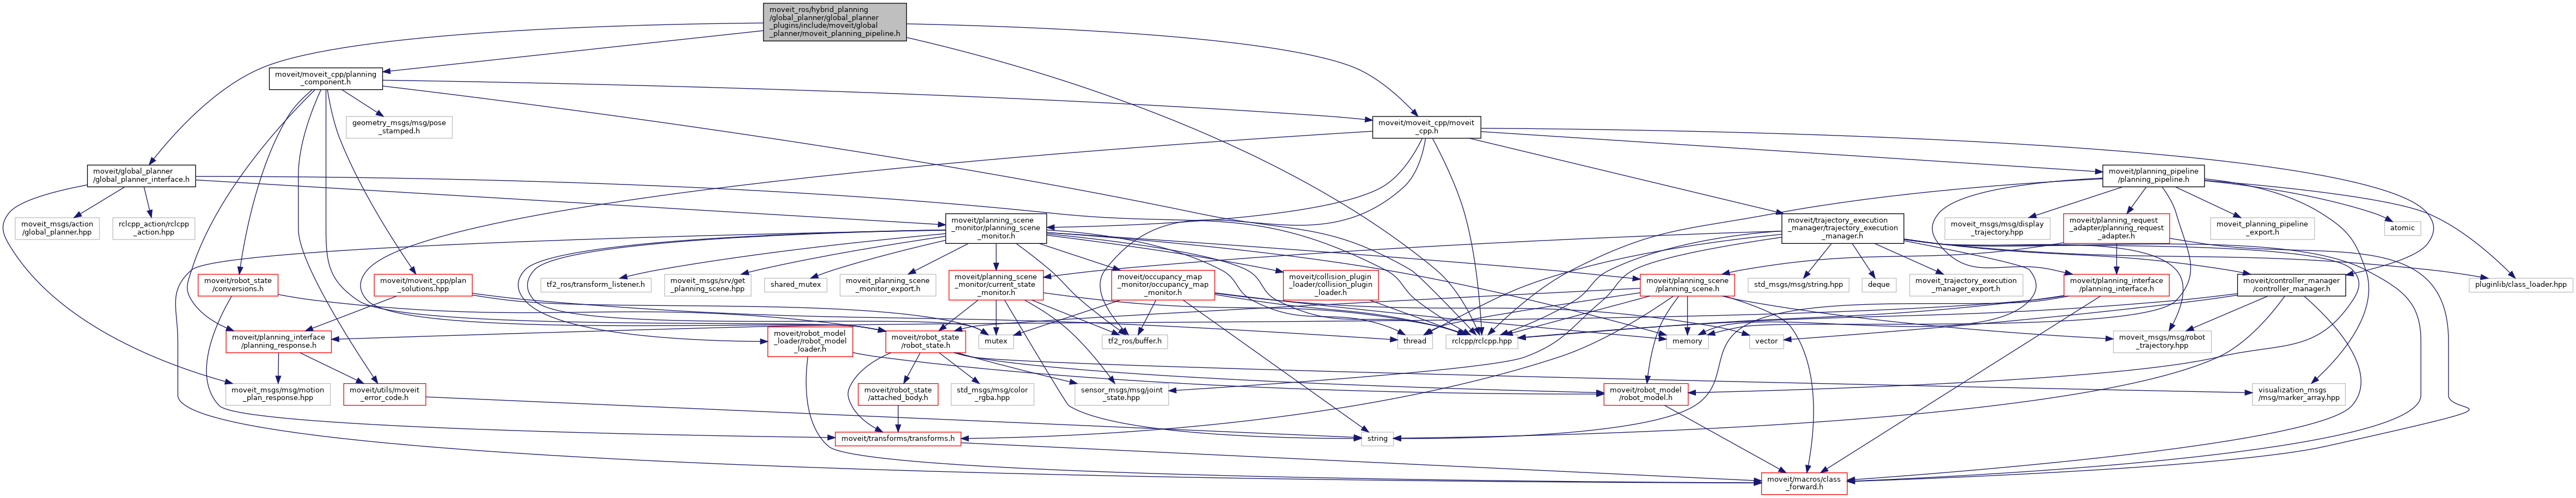 moveit_ros/hybrid_planning
/global_planner/global_planner
_plugins/include/moveit/global
_planner/moveit_planning_pipeline.h
moveit/moveit_cpp/planning
_component.h
geometry_msgs/msg/pose
_stamped.h
moveit/moveit_cpp/moveit
_cpp.h
moveit/global_planner
/global_planner_interface.h
moveit/planning_pipeline
/planning_pipeline.h
moveit_msgs/action
/global_planner.hpp
rclcpp_action/rclcpp
_action.hpp
moveit/planning_scene
_monitor/planning_scene
_monitor.h
moveit/trajectory_execution
_manager/trajectory_execution
_manager.h
moveit_msgs/msg/display
_trajectory.hpp
moveit/planning_request
_adapter/planning_request
_adapter.h
moveit_planning_pipeline
_export.h
atomic
moveit/robot_state
/conversions.h
moveit/moveit_cpp/plan
_solutions.hpp
tf2_ros/transform_listener.h
moveit_msgs/srv/get
_planning_scene.hpp
shared_mutex
moveit_planning_scene
_monitor_export.h
moveit/planning_scene
_monitor/current_state
_monitor.h
moveit/occupancy_map
_monitor/occupancy_map
_monitor.h
moveit/collision_plugin
_loader/collision_plugin
_loader.h
moveit/planning_scene
/planning_scene.h
std_msgs/msg/string.hpp
deque
moveit_trajectory_execution
_manager_export.h
moveit/planning_interface
/planning_interface.h
moveit/controller_manager
/controller_manager.h
pluginlib/class_loader.hpp
moveit/planning_interface
/planning_response.h
moveit/robot_model
_loader/robot_model
_loader.h
moveit/robot_state
/robot_state.h
mutex
tf2_ros/buffer.h
thread
rclcpp/rclcpp.hpp
memory
vector
moveit_msgs/msg/robot
_trajectory.hpp
moveit_msgs/msg/motion
_plan_response.hpp
moveit/utils/moveit
_error_code.h
moveit/robot_state
/attached_body.h
std_msgs/msg/color
_rgba.hpp
sensor_msgs/msg/joint
_state.hpp
moveit/robot_model
/robot_model.h
visualization_msgs
/msg/marker_array.hpp
moveit/transforms/transforms.h
string
moveit/macros/class
_forward.h